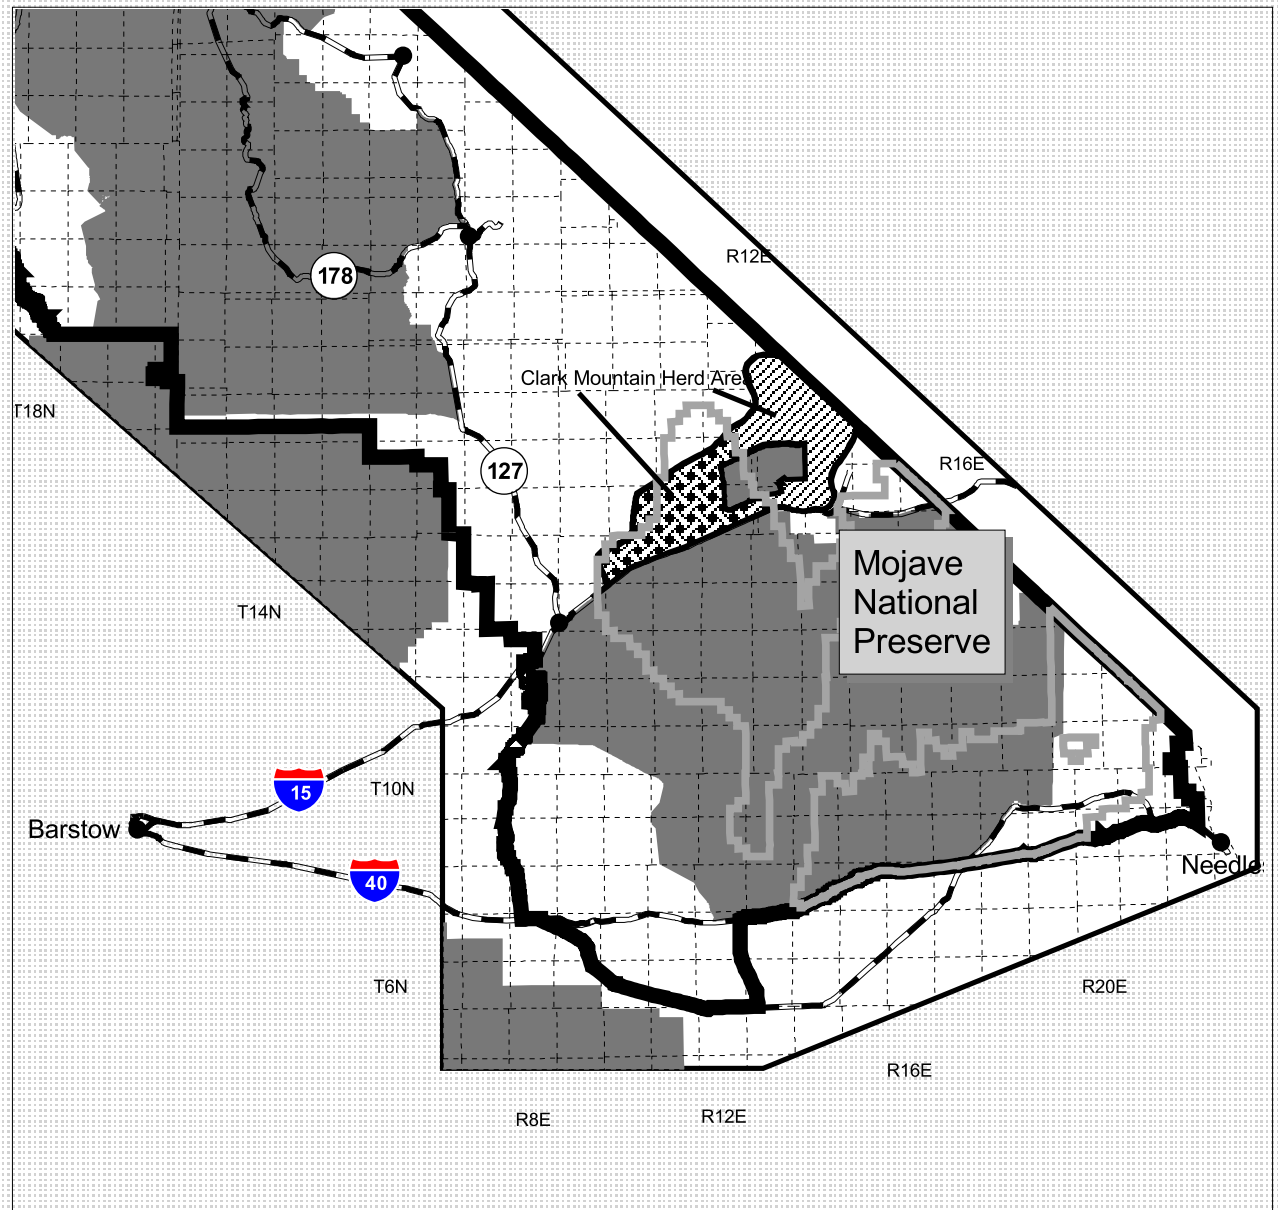 R12E
178
Clark Mountain Herd Area
T18N
R16E
127
Mojave
National
Preserve
T14N
15
T10N
Barstow
Needle
40
T6N
R20E
R16E
R8E
R12E